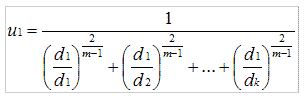 u₁ = 1 / ( (d₁/d₁)^(2/(m−1)) + (d₁/d₂)^(2/(m−1)) + ... + (d₁/dₖ)^(2/(m−1)) )